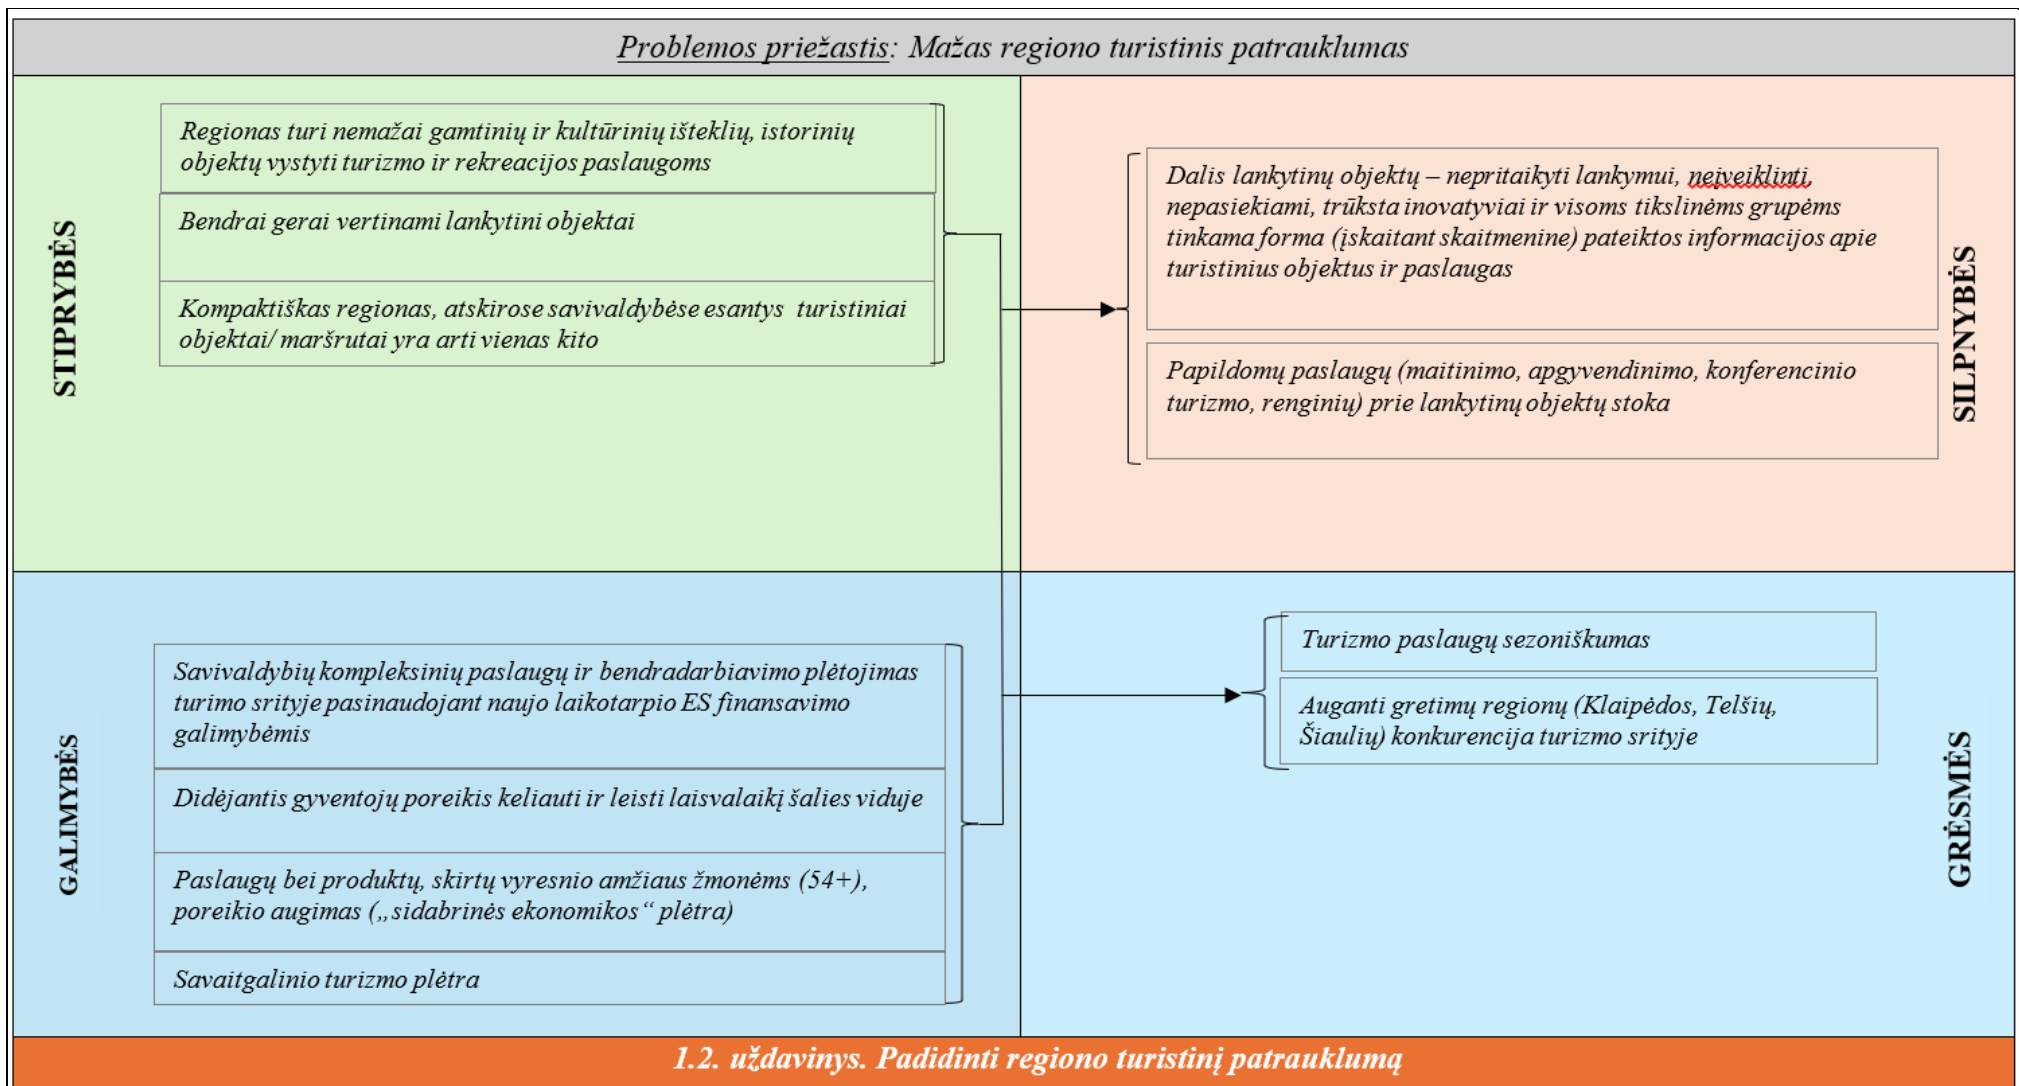 Problemos priežastis: Mažas regiono turistinis patrauklumas
STIPRYBĖS
Regionas turi nemažai gamtinių ir kultūrinių išteklių, istorinių
objektų vystyti turizmo ir rekreacijos paslaugoms
Bendrai gerai vertinami lankytini objektai
Kompaktiškas regionas, atskirose savivaldybėse esantys turistiniai
objektai/ maršrutai yra arti vienas kito
Dalis lankytinų objektų – nepritaikyti lankymui, neįveiklinti,
nepasiekiami, trūksta inovatyviai ir visoms tikslinėms grupėms
tinkama forma (įskaitant skaitmenine) pateiktos informacijos apie
turistinius objektus ir paslaugas
Papildomų paslaugų (maitinimo, apgyvendinimo, konferencinio
turizmo, renginių) prie lankytinų objektų stoka
SILPNYBĖS
GALIMYBĖS
Savivaldybių kompleksinių paslaugų ir bendradarbiavimo plėtojimas
turimo srityje pasinaudojant naujo laikotarpio ES finansavimo
galimybėmis
Didėjantis gyventojų poreikis keliauti ir leisti laisvalaikį šalies viduje
Paslaugų bei produktų, skirtų vyresnio amžiaus žmonėms (54+),
poreikio augimas („sidabrinės ekonomikos“ plėtra)
Savaitgalinio turizmo plėtra
Turizmo paslaugų sezoniškumas
Auganti gretimų regionų (Klaipėdos, Telšių,
Šiaulių) konkurencija turizmo srityje
GRĖSMĖS
1.2. uždavinys. Padidinti regiono turistinį patrauklumą